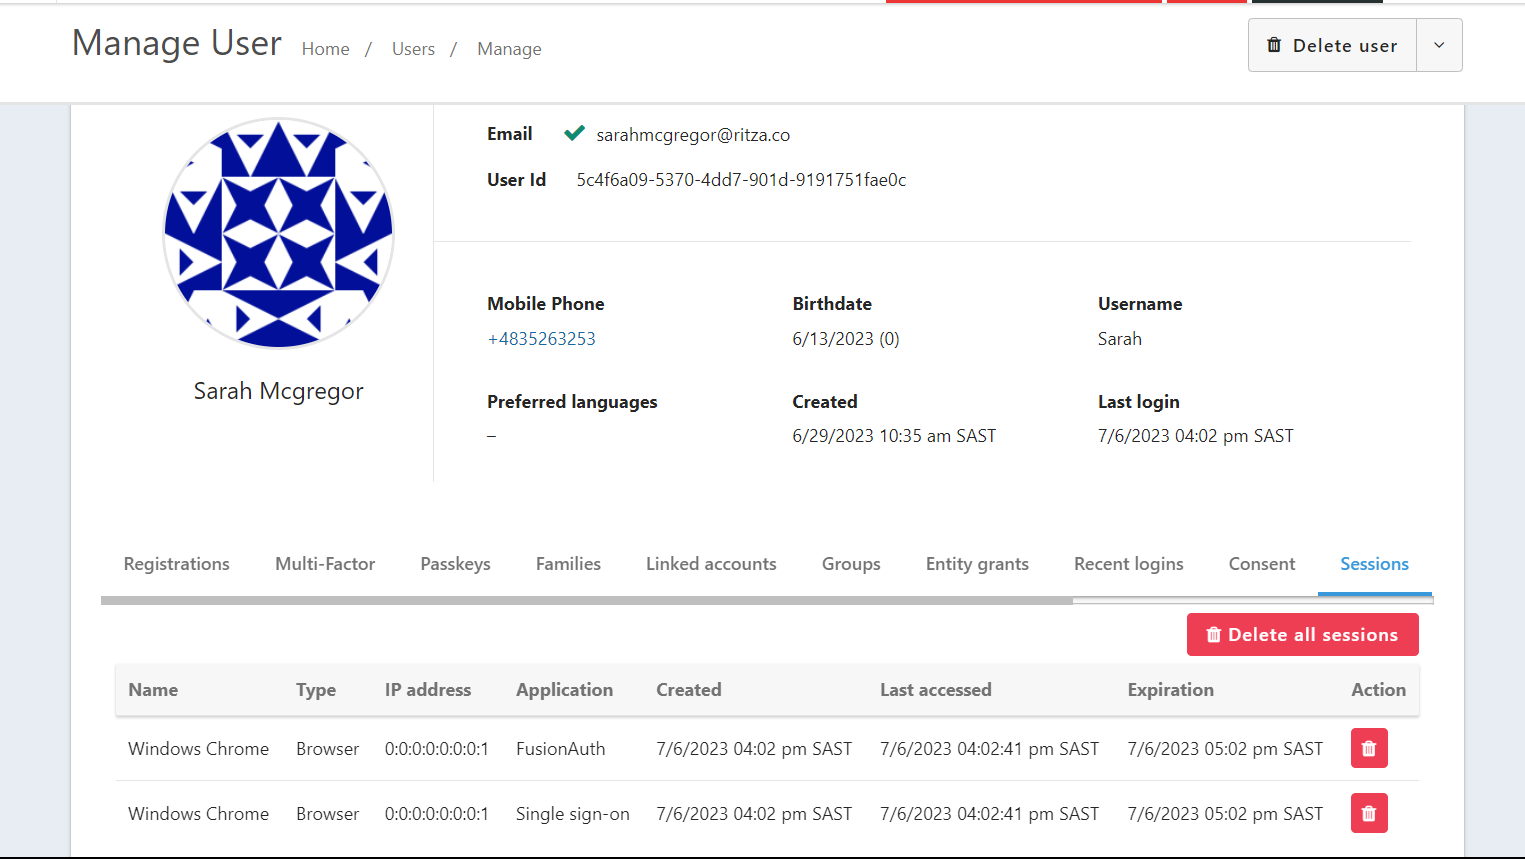 Manage User Home / Users / Manage
Delete user
Email sarahmcgregor@ritza.co
User Id 5c4f6a09-5370-4dd7-901d-9191751fae0c
Sarah Mcgregor
Mobile Phone Birthdate Username
+4835263253 6/13/2023 (0) Sarah
Preferred languages Created Last login
– 6/29/2023 10:35 am SAST 7/6/2023 04:02 pm SAST
Registrations Multi-Factor Passkeys Families Linked accounts Groups Entity grants Recent logins Consent Sessions
Delete all sessions
Name Type IP address Application Created Last accessed Expiration Action
Windows Chrome Browser 0:0:0:0:0:0:0:1 FusionAuth 7/6/2023 04:02 pm SAST 7/6/2023 04:02:41 pm SAST 7/6/2023 05:02 pm SAST
Windows Chrome Browser 0:0:0:0:0:0:0:1 Single sign-on 7/6/2023 04:02 pm SAST 7/6/2023 04:02:41 pm SAST 7/6/2023 05:02 pm SAST